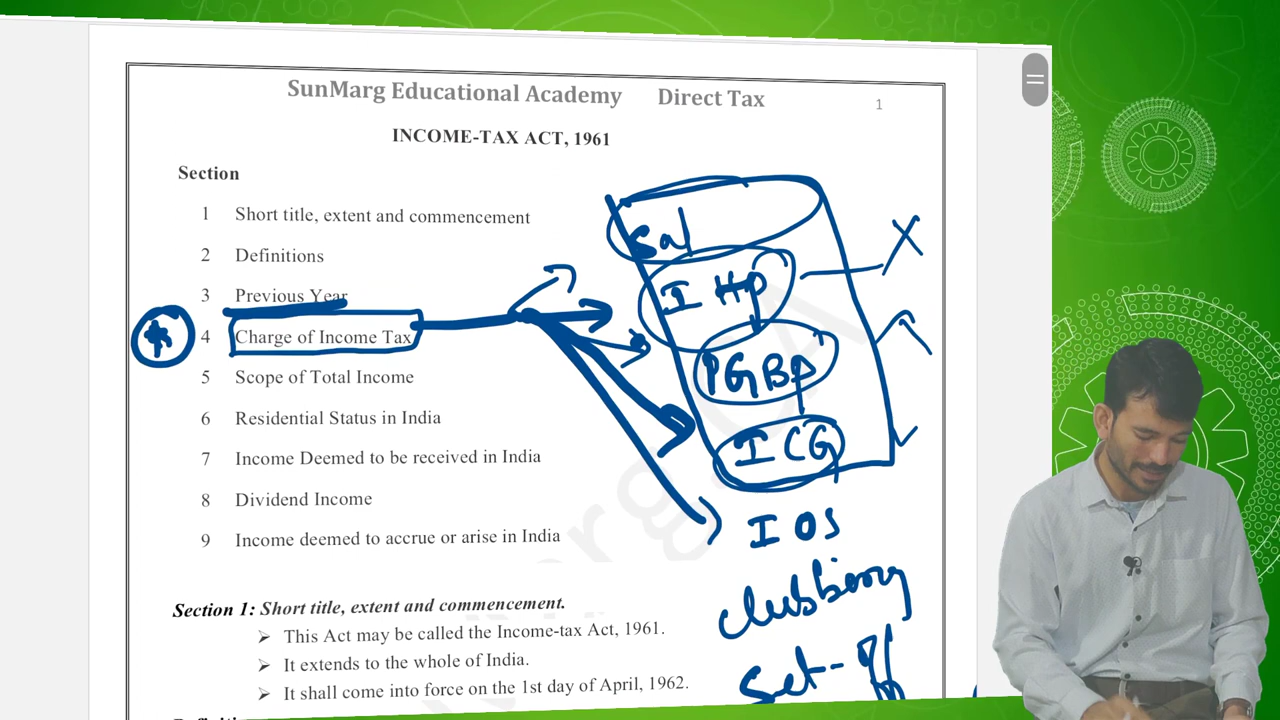 SunMarg Educational Academy Direct Tax 1
INCOME-TAX ACT, 1961
Section
1 Short title, extent and commencement
2 Definitions
3 Previous Year
4 Charge of Income Tax
5 Scope of Total Income
6 Residential Status in India
7 Income Deemed to be received in India
8 Dividend Income
9 Income deemed to accrue or arise in India
Sal
I HP
PGBP
I CG
I OS
clubbing
Set-off
Section 1: Short title, extent and commencement.
➢ This Act may be called the Income-tax Act, 1961.
➢ It extends to the whole of India.
➢ It shall come into force on the 1st day of April, 1962.